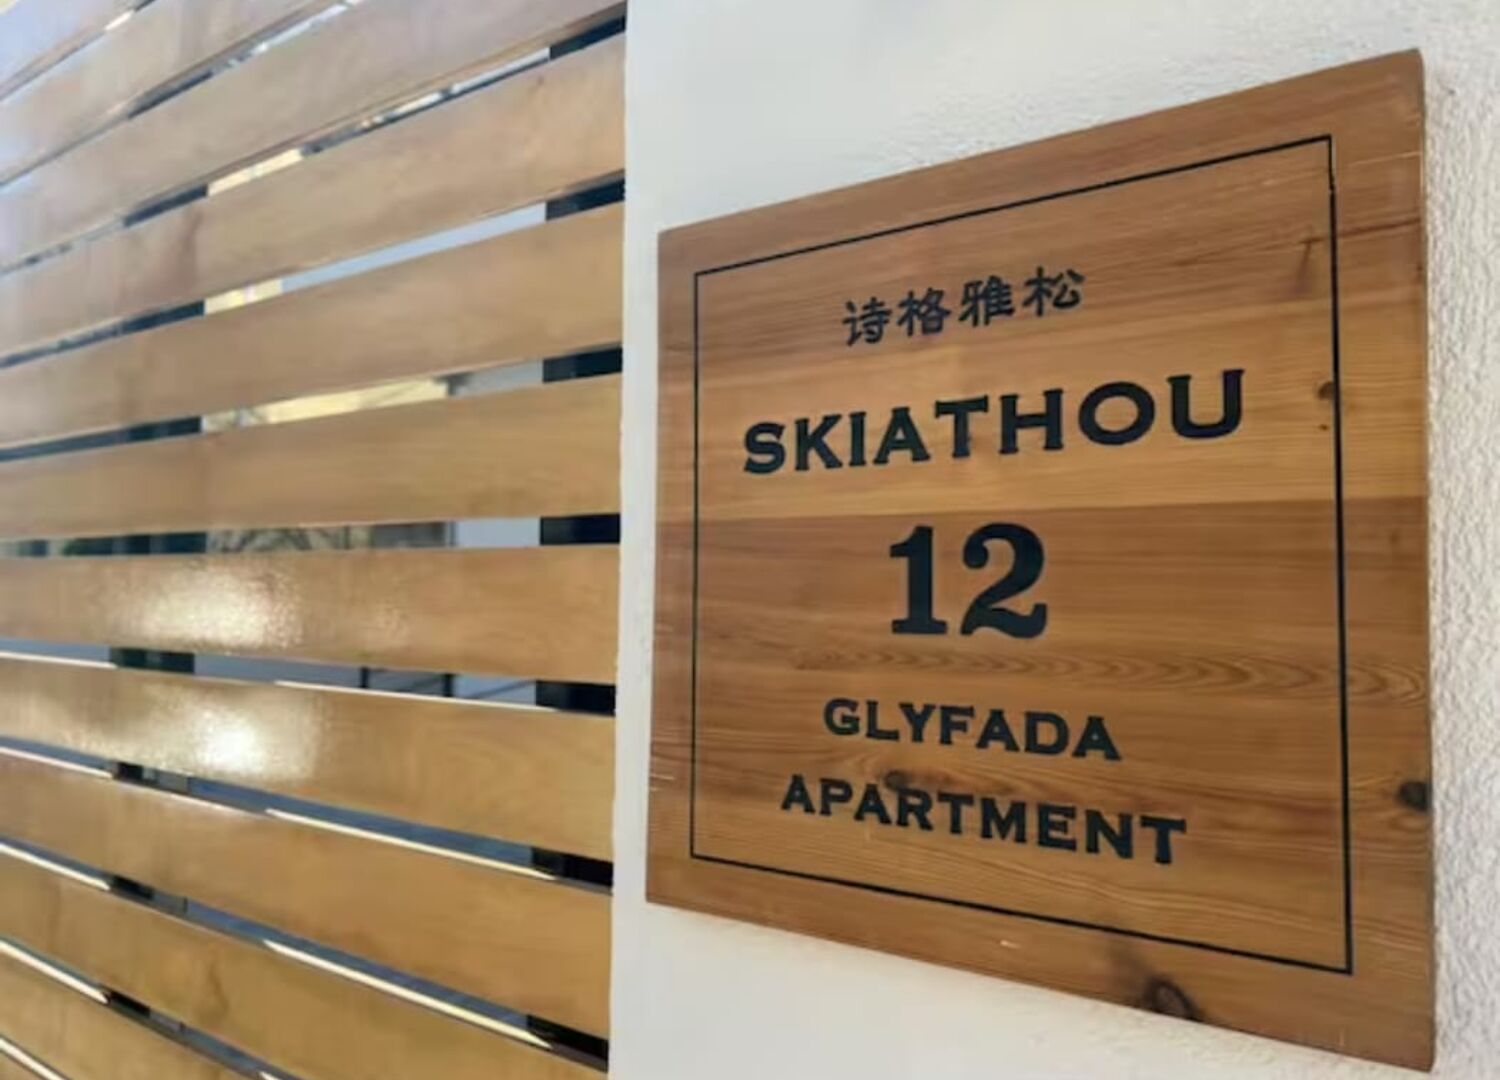 诗格雅松
SKIATHOU
12
GLYFADA
APARTMENT